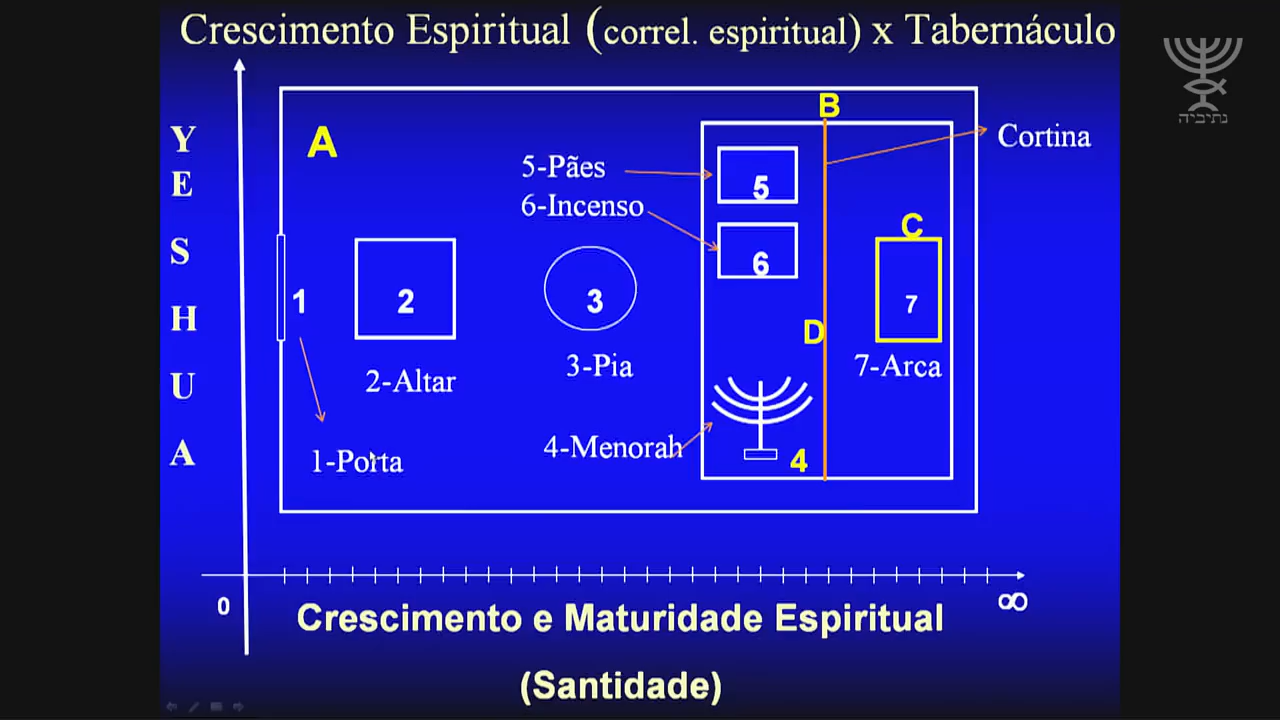 Crescimento Espiritual (correl. espiritual) x Tabernáculo
נתיביה
Y
E
S
H
U
A
A
B
Cortina
5-Pães
5
6-Incenso
6
C
7
1
2
3
D
7-Arca
3-Pia
2-Altar
4-Menorah
4
1-Porta
0
∞
Crescimento e Maturidade Espiritual
(Santidade)